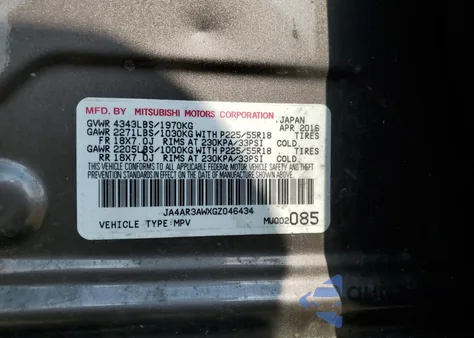 MFD. BY MITSUBISHI MOTORS CORPORATION JAPAN
GVWR 4343LBS/1970KG APR 2016
GAWR 2271LBS/1030KG WITH P225/55R18 TIRES
FR 18X7.0J RIMS AT 230KPA/33PSI COLD
GAWR 2205LBS/1000KG WITH P225/55R18 TIRES
RR 18X7.0J RIMS AT 230KPA/33PSI COLD.
THIS VEHICLE CONFORMS TO ALL APPLICABLE FEDERAL MOTOR VEHICLE SAFETY AND THEFT
PREVENTION STANDARDS IN EFFECT ON THE DATE OF MANUFACTURE SHOWN ABOVE.
JA4AR3AWXGZ046434
VEHICLE TYPE:MPV MU002085